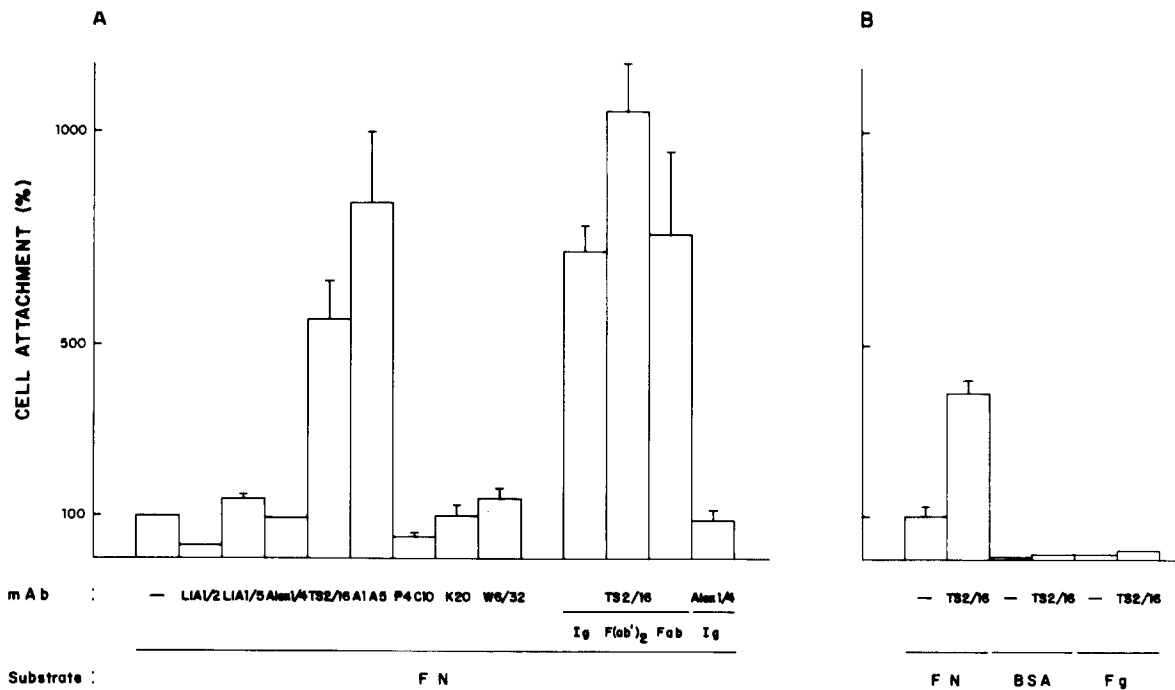 A
B
CELL ATTACHMENT (%)
1000
500
100
mAb : — LIA1/2 LIA1/5 Alex1/4 TS2/16 A1A5 P4C10 K20 W6/32 TS2/16 Alex1/4 — TS2/16 — TS2/16 — TS2/16
Ig F(ab')2 Fab Ig
Substrate : FN FN BSA Fg